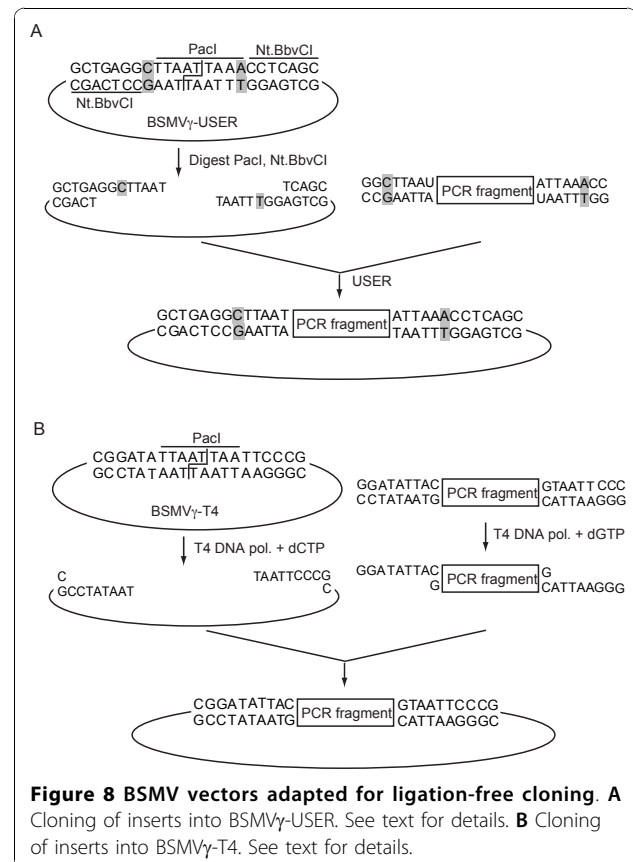 A
PacI
Nt.BbvCI
GCTGAGGCTTAATTAAACCTCAGC
CGACTCCGAATTAATTTGGAGTCG
Nt.BbvCI
BSMVγ-USER
Digest PacI, Nt.BbvCI
GCTGAGGCTTAAT TCAGC
CGACT TAATTTGGAGTCG
GGCTTAAU PCR fragment ATTAAACC
CCGAATTA UAATTTGG
USER
GCTGAGGCTTAAT PCR fragment ATTAAACCTCAGC
CGACTCCGAATTA TAATTTGGAGTCG
B
PacI
CGGATATTAATTAATTCCCG
GCCTATAATTAATTAAGGGC
BSMVγ-T4
GGATATTAC PCR fragment GTAATTCCC
CCTATAATG CATTAAGGG
T4 DNA pol. + dCTP
T4 DNA pol. + dGTP
C TAATTCCCG
GCCTATAAT C
GGATATTAC PCR fragment G
G CATTAAGGG
CGGATATTAC PCR fragment GTAATTCCCG
GCCTATAATG CATTAAGGGC
Figure 8 BSMV vectors adapted for ligation-free cloning. A
Cloning of inserts into BSMVγ-USER. See text for details. B Cloning
of inserts into BSMVγ-T4. See text for details.